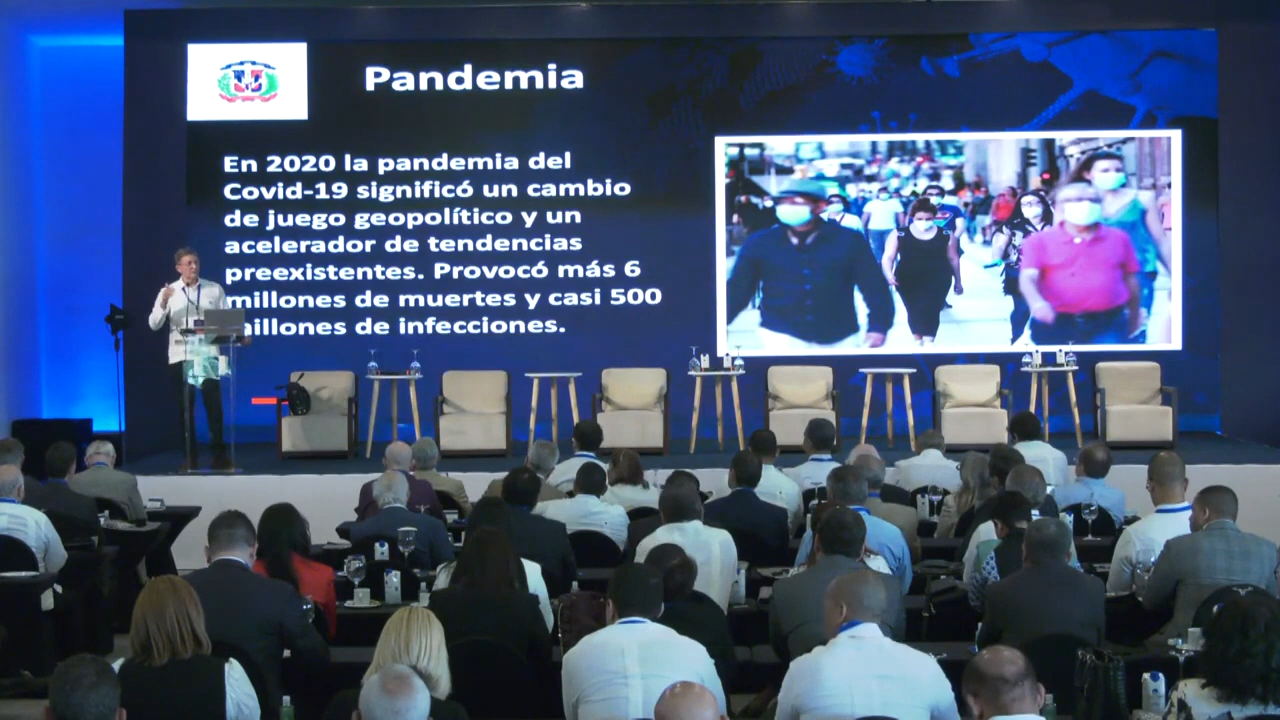 Pandemia
En 2020 la pandemia del
Covid-19 significó un cambio
de juego geopolítico y un
acelerador de tendencias
preexistentes. Provocó más 6
millones de muertes y casi 500
millones de infecciones.